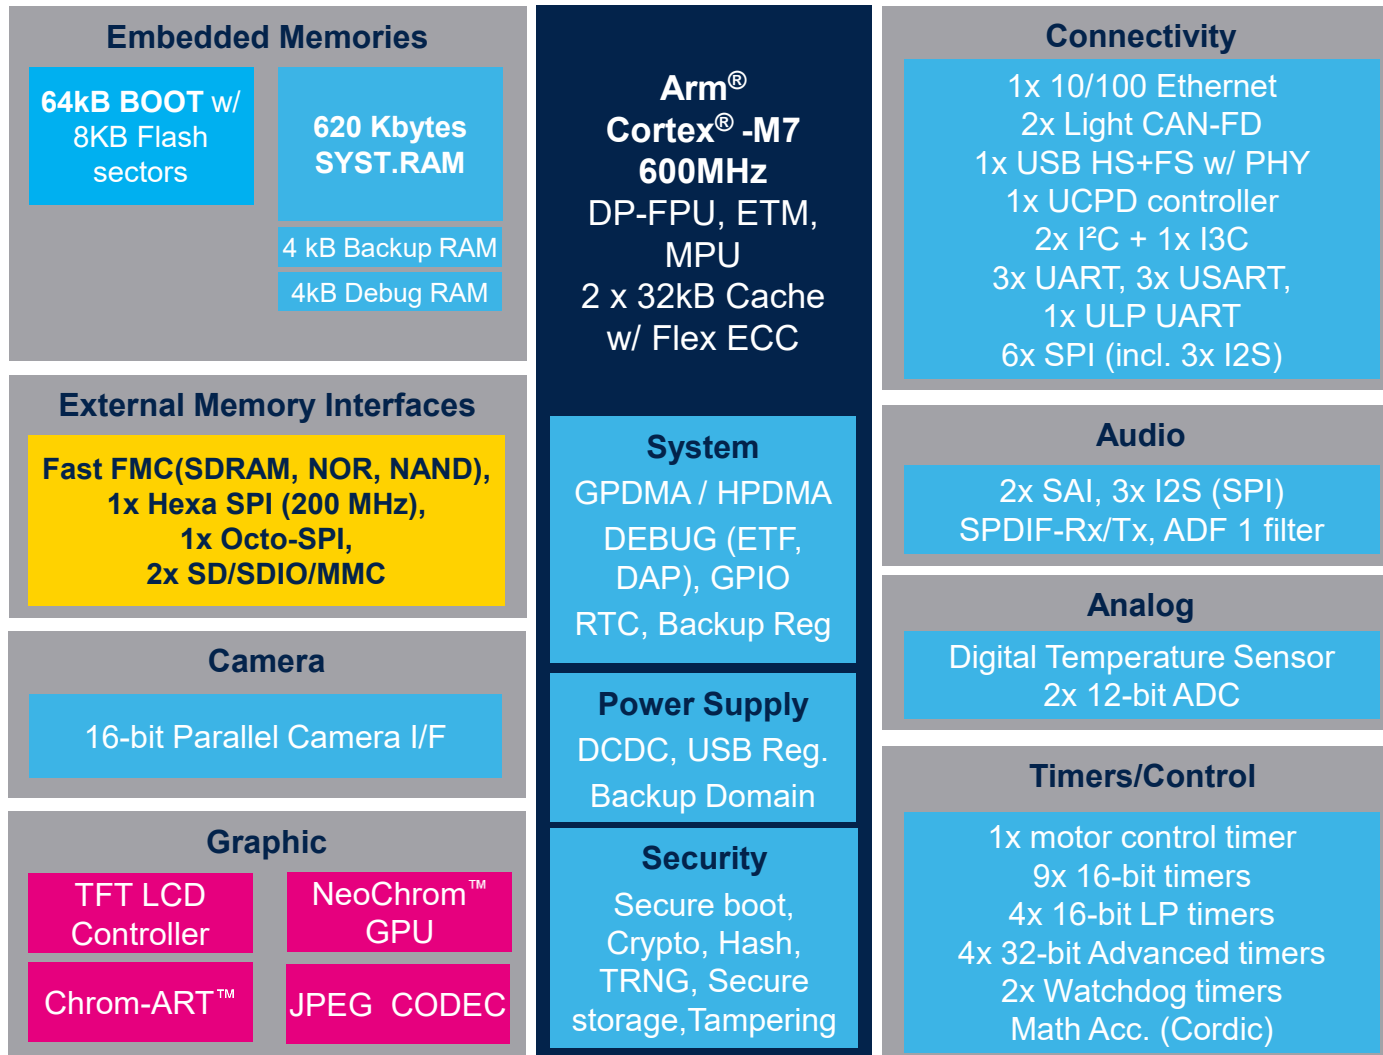 Embedded Memories
64kB BOOT w/
8KB Flash
sectors
620 Kbytes
SYST.RAM
4 kB Backup RAM
4kB Debug RAM
External Memory Interfaces
Fast FMC(SDRAM, NOR, NAND),
1x Hexa SPI (200 MHz),
1x Octo-SPI,
2x SD/SDIO/MMC
Camera
16-bit Parallel Camera I/F
Graphic
TFT LCD
Controller
NeoChrom™
GPU
Chrom-ART™
JPEG CODEC
Arm®
Cortex® -M7
600MHz
DP-FPU, ETM,
MPU
2 x 32kB Cache
w/ Flex ECC
System
GPDMA / HPDMA
DEBUG (ETF,
DAP), GPIO
RTC, Backup Reg
Power Supply
DCDC, USB Reg.
Backup Domain
Security
Secure boot,
Crypto, Hash,
TRNG, Secure
storage,Tampering
Connectivity
1x 10/100 Ethernet
2x Light CAN-FD
1x USB HS+FS w/ PHY
1x UCPD controller
2x I²C + 1x I3C
3x UART, 3x USART,
1x ULP UART
6x SPI (incl. 3x I2S)
Audio
2x SAI, 3x I2S (SPI)
SPDIF-Rx/Tx, ADF 1 filter
Analog
Digital Temperature Sensor
2x 12-bit ADC
Timers/Control
1x motor control timer
9x 16-bit timers
4x 16-bit LP timers
4x 32-bit Advanced timers
2x Watchdog timers
Math Acc. (Cordic)